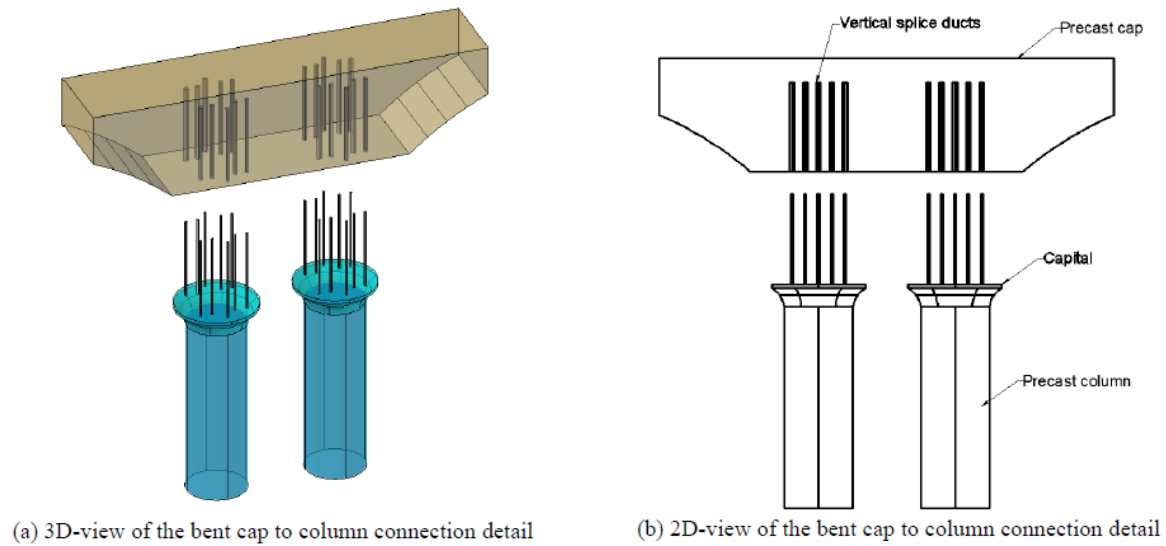 Vertical splice ducts
Precast cap
Capital
Precast column
(a) 3D-view of the bent cap to column connection detail
(b) 2D-view of the bent cap to column connection detail